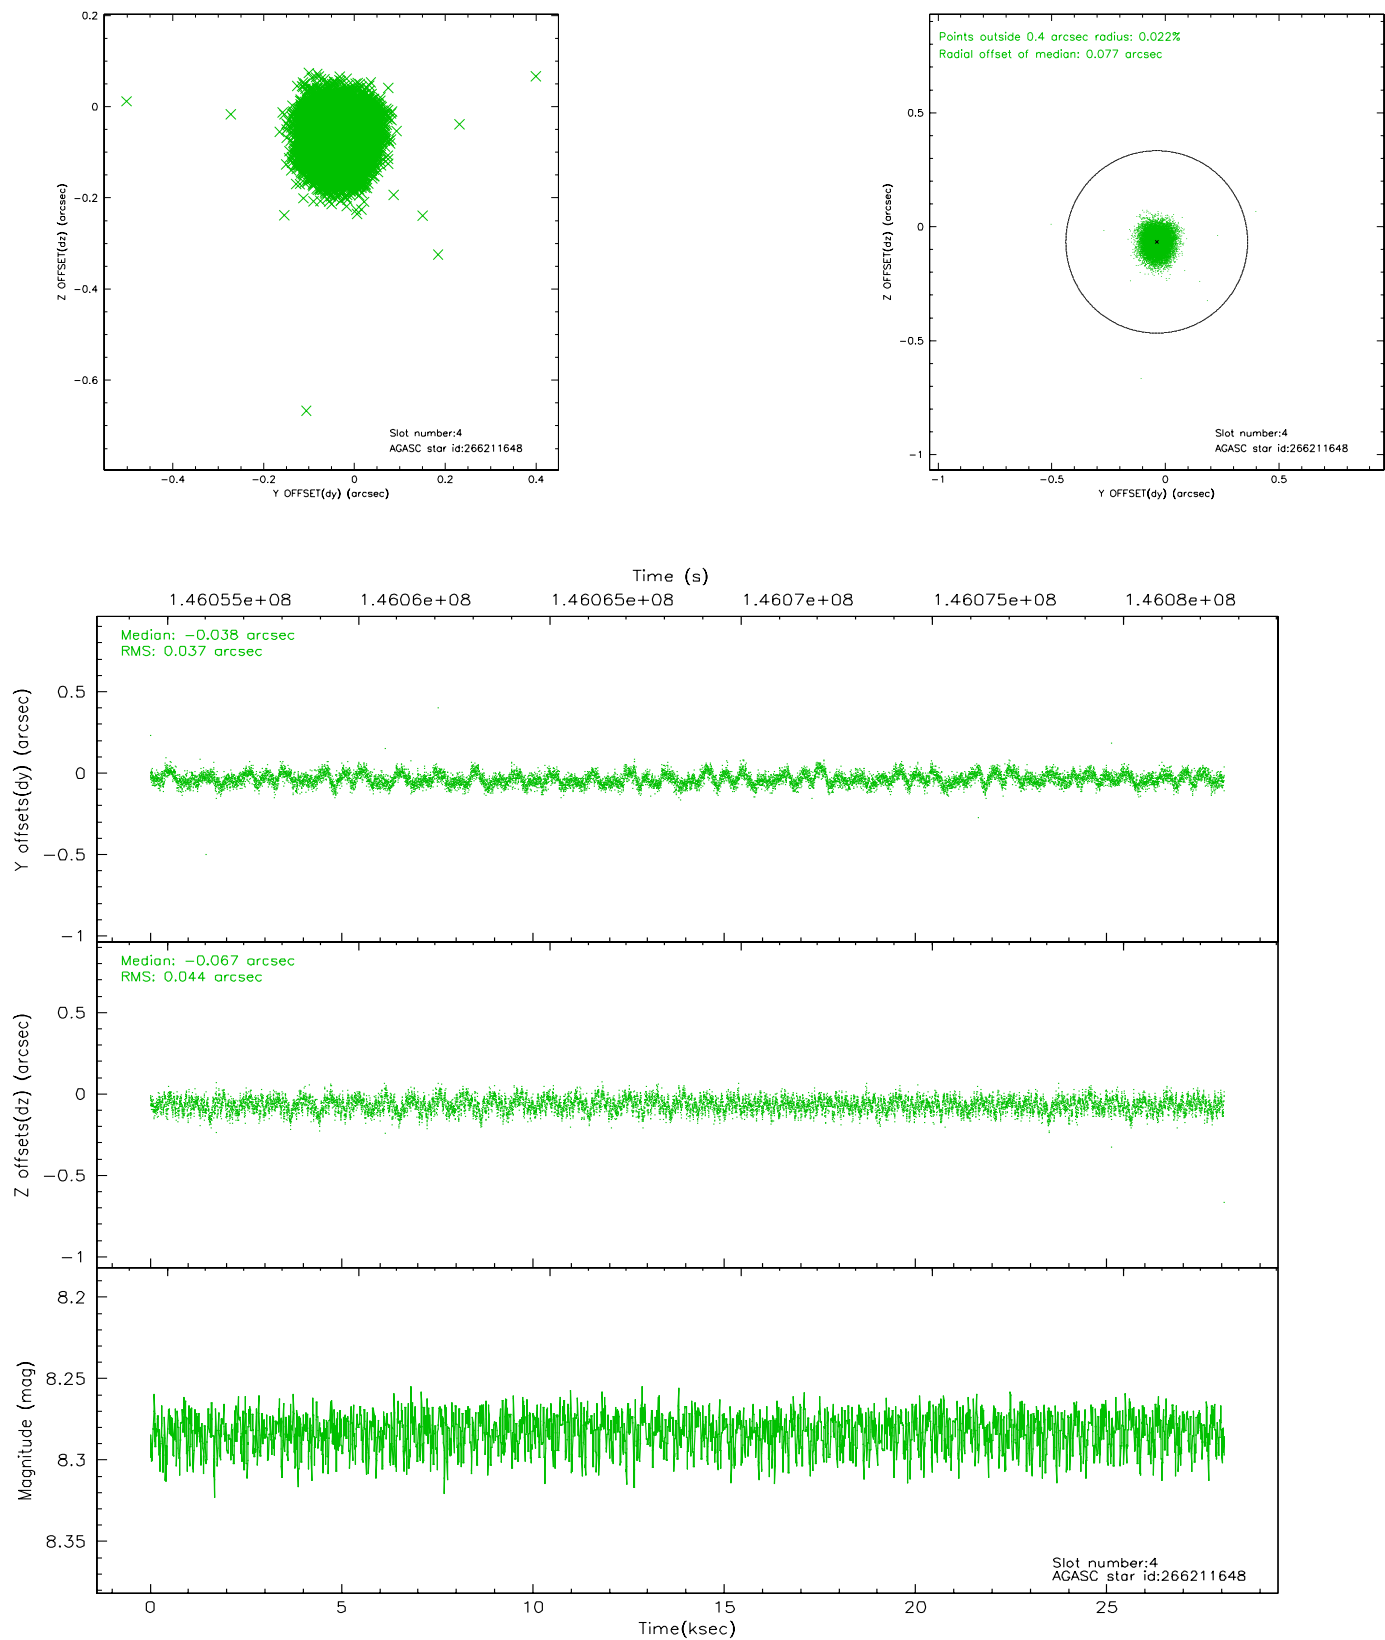 0.2
0
−0.2
−0.4
−0.6
Z OFFSET(dz) (arcsec)
Slot number:4
AGASC star id:266211648
−0.4
−0.2
0
0.2
0.4
Y OFFSET(dy) (arcsec)
Points outside 0.4 arcsec radius: 0.022%
Radial offset of median: 0.077 arcsec
0.5
0
−0.5
−1
Z OFFSET(dz) (arcsec)
Slot number:4
AGASC star id:266211648
−1
−0.5
0
0.5
Y OFFSET(dy) (arcsec)
Time (s)
1.46055e+08
1.4606e+08
1.46065e+08
1.4607e+08
1.46075e+08
1.4608e+08
Median: −0.038 arcsec
RMS: 0.037 arcsec
0.5
0
−0.5
−1
Y offsets(dy) (arcsec)
Median: −0.067 arcsec
RMS: 0.044 arcsec
0.5
0
−0.5
−1
Z offsets(dz) (arcsec)
8.2
8.25
8.3
8.35
Magnitude (mag)
Slot number:4
AGASC star id:266211648
0
5
10
15
20
25
Time(ksec)